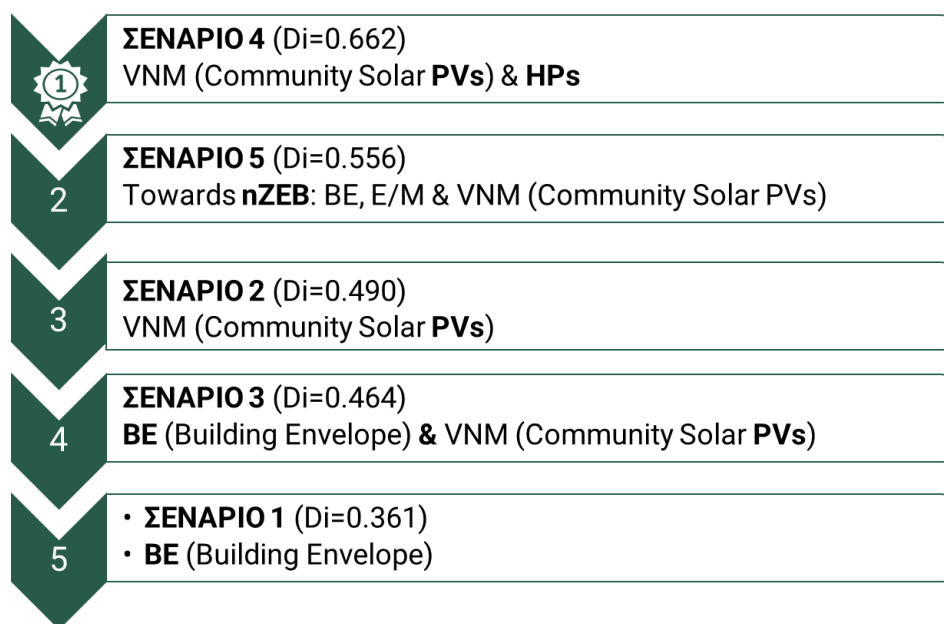 1
ΣΕΝΑΡΙΟ 4 (Di=0.662)
VNM (Community Solar PVs) & HPs
2
ΣΕΝΑΡΙΟ 5 (Di=0.556)
Towards nZEB: BE, E/M & VNM (Community Solar PVs)
3
ΣΕΝΑΡΙΟ 2 (Di=0.490)
VNM (Community Solar PVs)
4
ΣΕΝΑΡΙΟ 3 (Di=0.464)
BE (Building Envelope) & VNM (Community Solar PVs)
5
• ΣΕΝΑΡΙΟ 1 (Di=0.361)
• BE (Building Envelope)